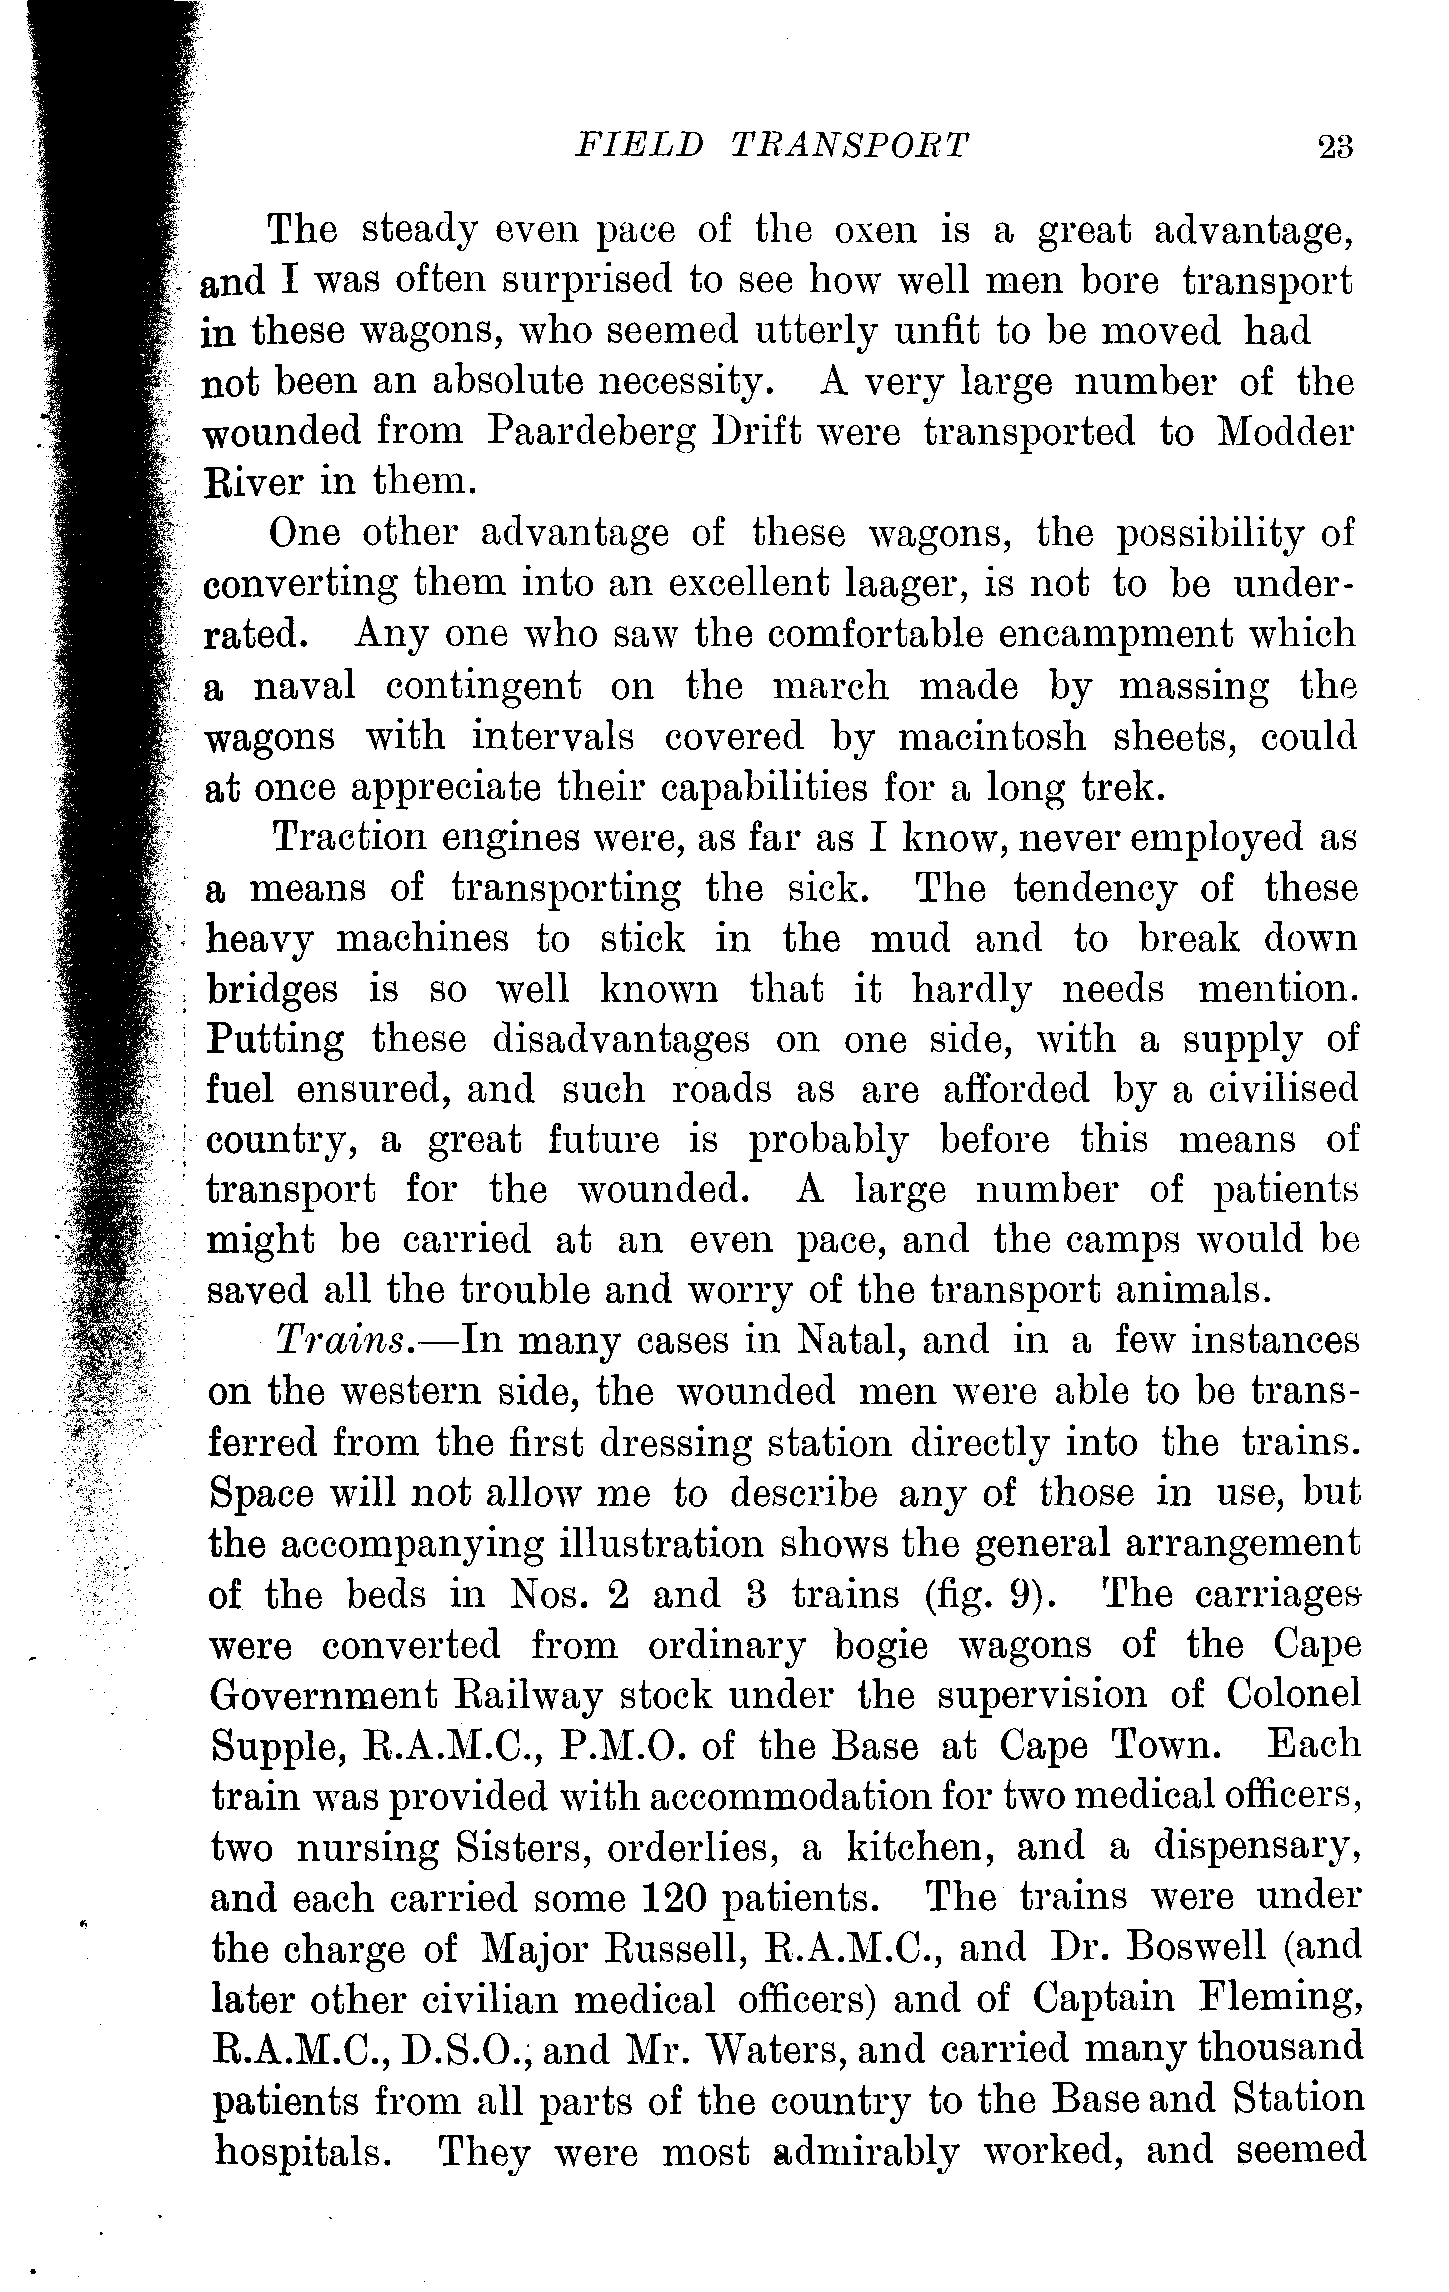 FIELD TRANSPORT 23
The steady even pace of the oxen is a great advantage,
and I was often surprised to see how well men bore transport
in these wagons, who seemed utterly unfit to be moved had
not been an absolute necessity. A very large number of the
wounded from Paardeberg Drift were transported to Modder
River in them.
One other advantage of these wagons, the possibility of
converting them into an excellent laager, is not to be under-
rated. Any one who saw the comfortable encampment which
a naval contingent on the march made by massing the
wagons with intervals covered by macintosh sheets, could
at once appreciate their capabilities for a long trek.
Traction engines were, as far as I know, never employed as
a means of transporting the sick. The tendency of these
heavy machines to stick in the mud and to break down
bridges is so well known that it hardly needs mention.
Putting these disadvantages on one side, with a supply of
fuel ensured, and such roads as are afforded by a civilised
country, a great future is probably before this means of
transport for the wounded. A large number of patients
might be carried at an even pace, and the camps would be
saved all the trouble and worry of the transport animals.
Trains.—In many cases in Natal, and in a few instances
on the western side, the wounded men were able to be trans-
ferred from the first dressing station directly into the trains.
Space will not allow me to describe any of those in use, but
the accompanying illustration shows the general arrangement
of the beds in Nos. 2 and 3 trains (fig. 9). The carriages
were converted from ordinary bogie wagons of the Cape
Government Railway stock under the supervision of Colonel
Supple, R.A.M.C., P.M.O. of the Base at Cape Town. Each
train was provided with accommodation for two medical officers,
two nursing Sisters, orderlies, a kitchen, and a dispensary,
and each carried some 120 patients. The trains were under
the charge of Major Russell, R.A.M.C., and Dr. Boswell (and
later other civilian medical officers) and of Captain Fleming,
R.A.M.C., D.S.O., and Mr. Waters, and carried many thousand
patients from all parts of the country to the Base and Station
hospitals. They were most admirably worked, and seemed